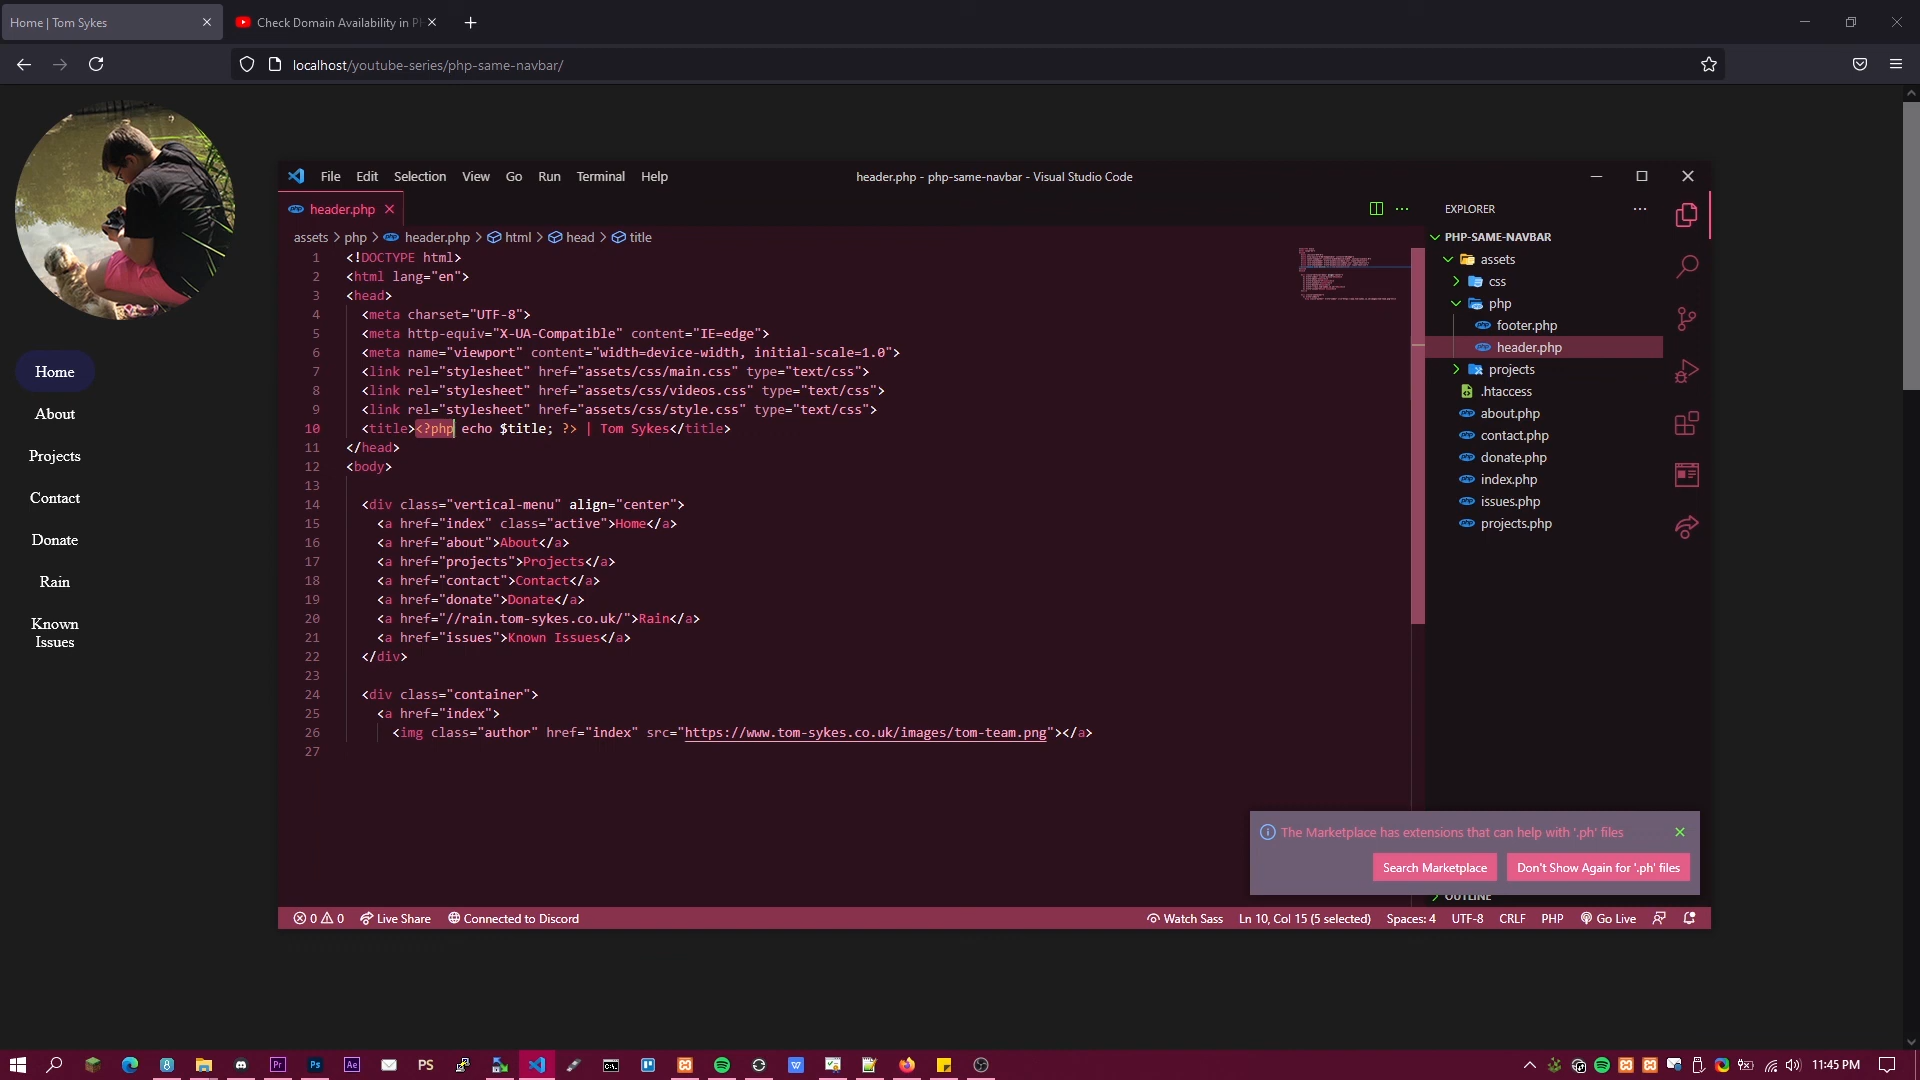 Home | Tom Sykes
Check Domain Availability in P
localhost/youtube-series/php-same-navbar/
Home
About
Projects
Contact
Donate
Rain
Known
Issues
File Edit Selection View Go Run Terminal Help
header.php - php-same-navbar - Visual Studio Code
header.php
assets > php > header.php > html > head > title
1 <!DOCTYPE html>
2 <html lang="en">
3 <head>
4 <meta charset="UTF-8">
5 <meta http-equiv="X-UA-Compatible" content="IE=edge">
6 <meta name="viewport" content="width=device-width, initial-scale=1.0">
7 <link rel="stylesheet" href="assets/css/main.css" type="text/css">
8 <link rel="stylesheet" href="assets/css/videos.css" type="text/css">
9 <link rel="stylesheet" href="assets/css/style.css" type="text/css">
10 <title><?php echo $title; ?> | Tom Sykes</title>
11 </head>
12 <body>
13
14 <div class="vertical-menu" align="center">
15 <a href="index" class="active">Home</a>
16 <a href="about">About</a>
17 <a href="projects">Projects</a>
18 <a href="contact">Contact</a>
19 <a href="donate">Donate</a>
20 <a href="//rain.tom-sykes.co.uk/">Rain</a>
21 <a href="issues">Known Issues</a>
22 </div>
23
24 <div class="container">
25 <a href="index">
26 <img class="author" href="index" src="https://www.tom-sykes.co.uk/images/tom-team.png"></a>
27
EXPLORER
PHP-SAME-NAVBAR
assets
css
php
footer.php
header.php
projects
.htaccess
about.php
contact.php
donate.php
index.php
issues.php
projects.php
The Marketplace has extensions that can help with '.ph' files
Search Marketplace
Don't Show Again for '.ph' files
OUTLINE
0 0 Live Share Connected to Discord
Watch Sass Ln 10, Col 15 (5 selected) Spaces: 4 UTF-8 CRLF PHP Go Live
Pr Ps Ae PS
11:45 PM